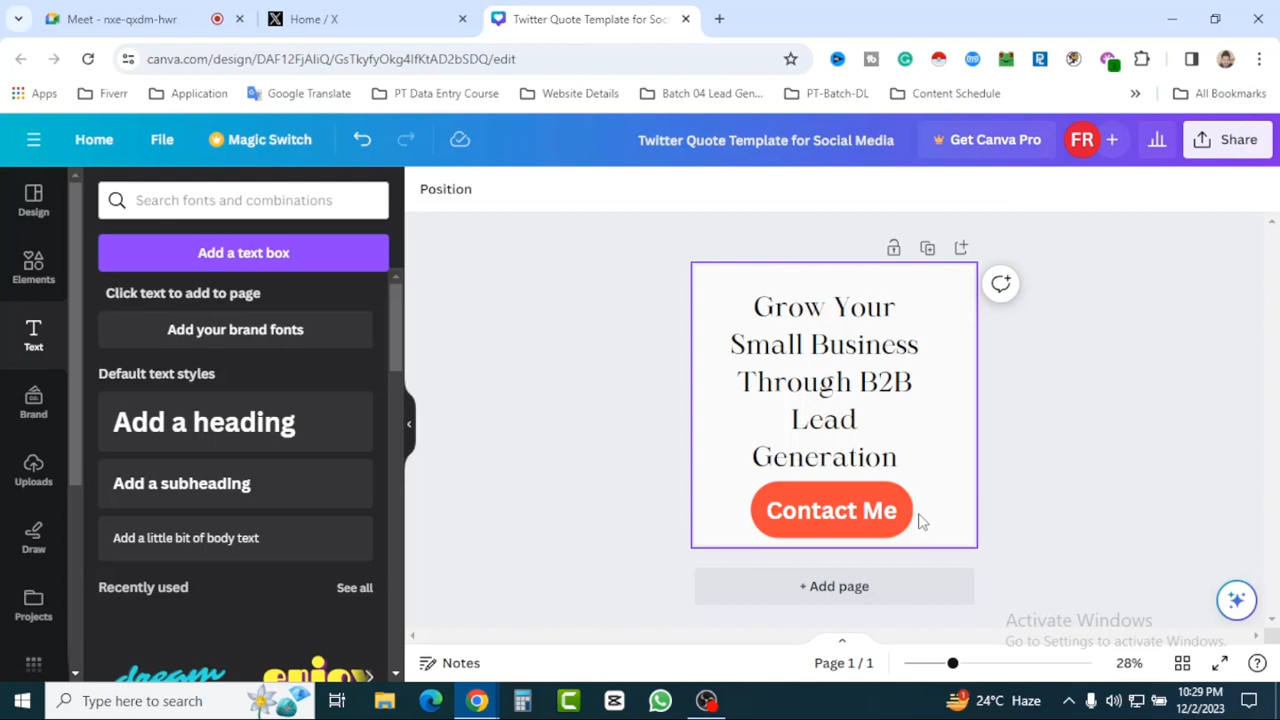 Meet - nxe-qxdm-hwr
Home / X
Twitter Quote Template for Soc
canva.com/design/DAF12FjAliQ/GsTkyfyOkg4lfKtAD2bSDQ/edit
Apps
Fiverr
Application
Google Translate
PT Data Entry Course
Website Details
Batch 04 Lead Gen...
PT-Batch-DL
Content Schedule
All Bookmarks
Home
File
Magic Switch
Twitter Quote Template for Social Media
Get Canva Pro
FR
Share
Design
Elements
Text
Brand
Uploads
Draw
Projects
Search fonts and combinations
Add a text box
Click text to add to page
Add your brand fonts
Default text styles
Add a heading
Add a subheading
Add a little bit of body text
Recently used
See all
dream
enjoy
Position
Grow Your
Small Business
Through B2B
Lead
Generation
Contact Me
+ Add page
Activate Windows
Go to Settings to activate Windows.
Notes
Page 1 / 1
28%
Type here to search
24°C Haze
10:29 PM
12/2/2023